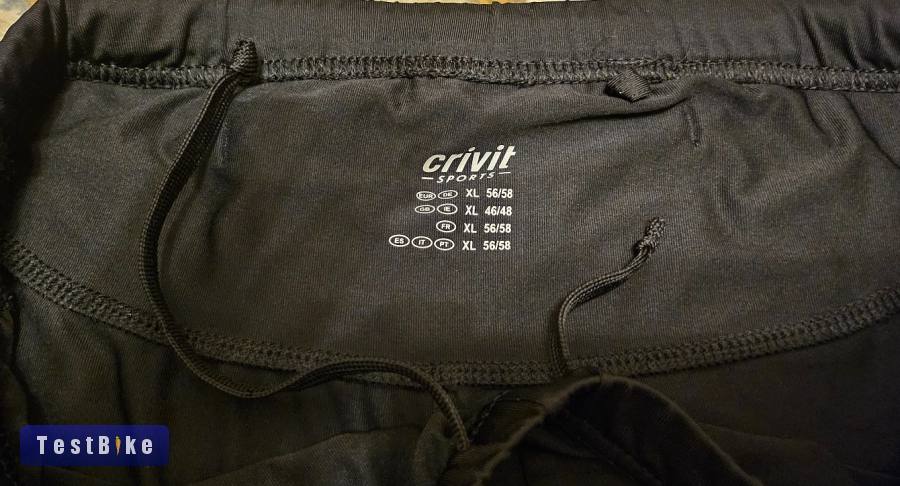 crivit
SPORTS
EUR DE XL 56/58
GB IE XL 46/48
FR XL 56/58
ES IT PT XL 56/58
TestBike